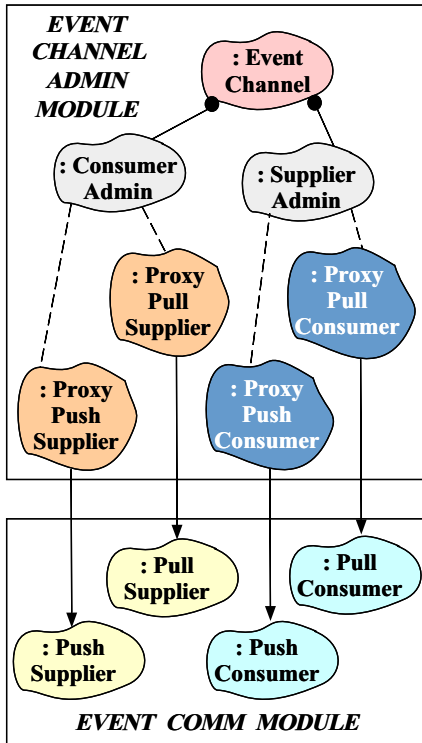 EVENT
CHANNEL
ADMIN
MODULE
: Event
Channel
: Consumer
Admin
: Supplier
Admin
: Proxy
Pull
Supplier
: Proxy
Pull
Consumer
: Proxy
Push
Supplier
: Proxy
Push
Consumer
: Pull
Supplier
: Pull
Consumer
: Push
Supplier
: Push
Consumer
EVENT COMM MODULE